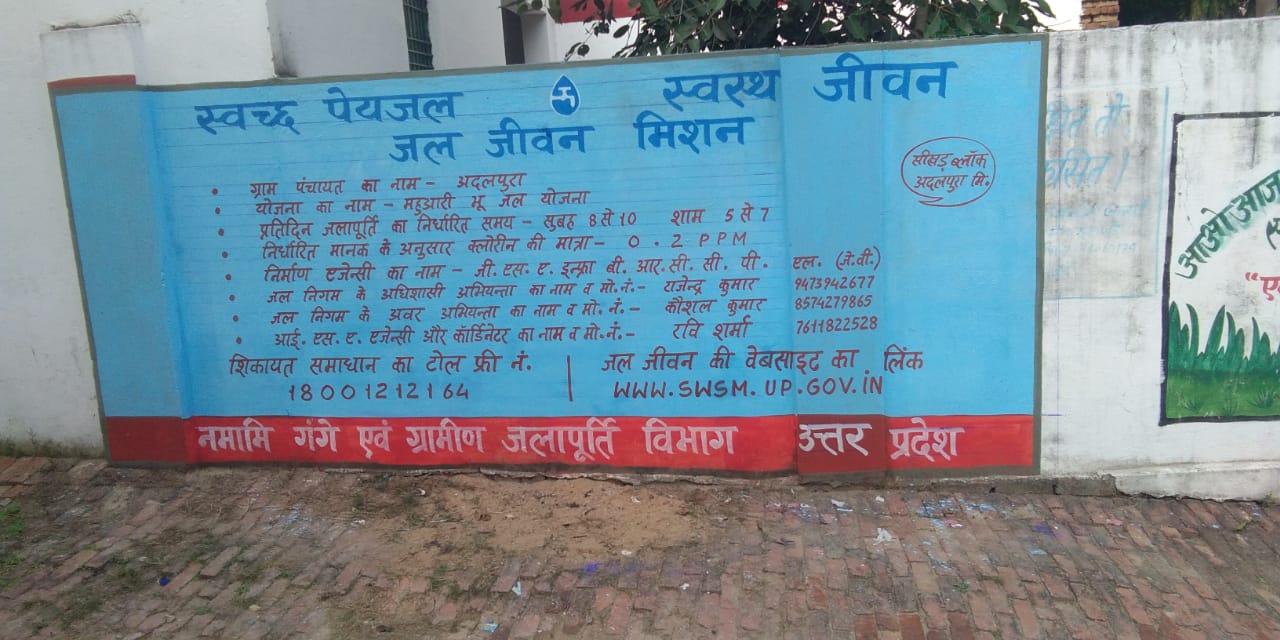 स्वच्छ पेयजल स्वस्थ जीवन
जल जीवन मिशन
सीखड़ ब्लॉक
अदलपुरा मि.
• ग्राम पंचायत का नाम - अदलपुरा
• योजना का नाम - महुआरी भू जल योजना
• प्रतिदिन जलापूर्ति का निर्धारित समय - सुबह 8 से 10 शाम 5 से 7
• निर्धारित मानक के अनुसार क्लोरीन की मात्रा - 0.2 PPM
• निर्माण एजेन्सी का नाम - जी. एस. ए. इन्फ्रा बी. आर. सी. सी. पी. एल. (जे.वी.)
• जल निगम के अधिशासी अभियन्ता का नाम व मो. नं. - राजेन्द्र कुमार 9473942677
• जल निगम के अवर अभियन्ता का नाम व मो. नं. - कौशल कुमार 8574279865
• आई. एस. ए. एजेन्सी और कॉर्डिनेटर का नाम व मो. नं. - रवि शर्मा 7611822528
शिकायत समाधान का टोल फ्री नं.
18001212164
जल जीवन की वेबसाइट का लिंक
WWW.SWSM.UP.GOV.IN
नमामि गंगे एवं ग्रामीण जलापूर्ति विभाग उत्तर प्रदेश
आओ आज